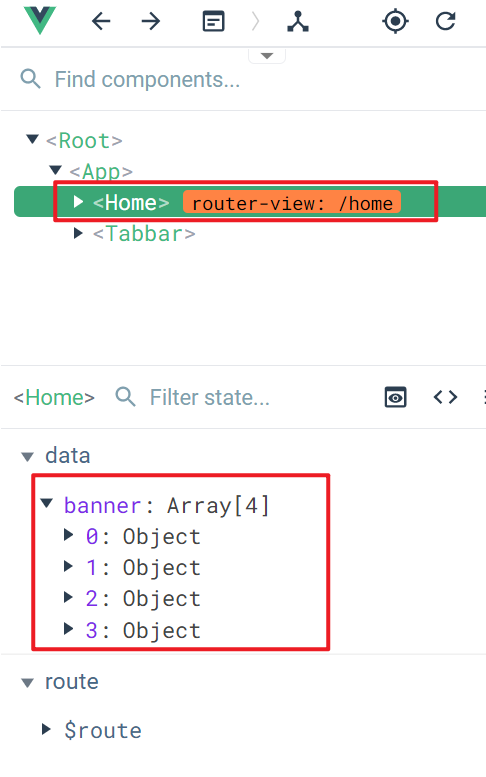 Find components...
<Root>
<App>
<Home> router-view: /home
<Tabbar>
<Home> Filter state...
data
banner: Array[4]
0: Object
1: Object
2: Object
3: Object
route
$route